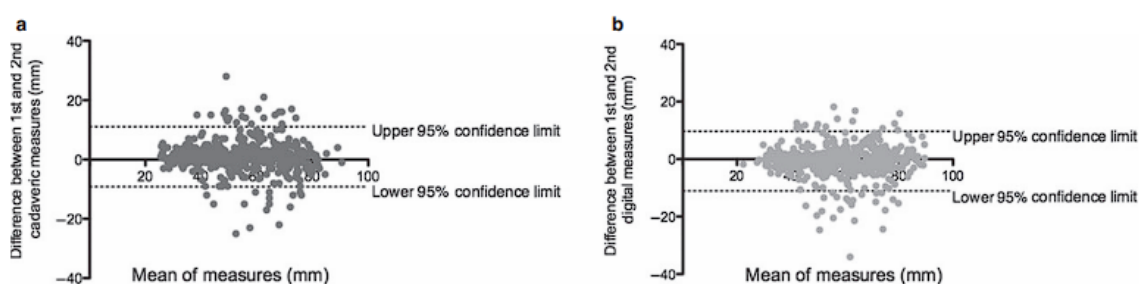 a
Difference between 1st and 2nd
cadaveric measures (mm)
40
20
0
–20
–40
20
40
60
80
100
Upper 95% confidence limit
Lower 95% confidence limit
Mean of measures (mm)
b
Difference between 1st and 2nd
digital measures (mm)
40
20
0
–20
–40
20
40
60
80
100
Upper 95% confidence limit
Lower 95% confidence limit
Mean of measures (mm)